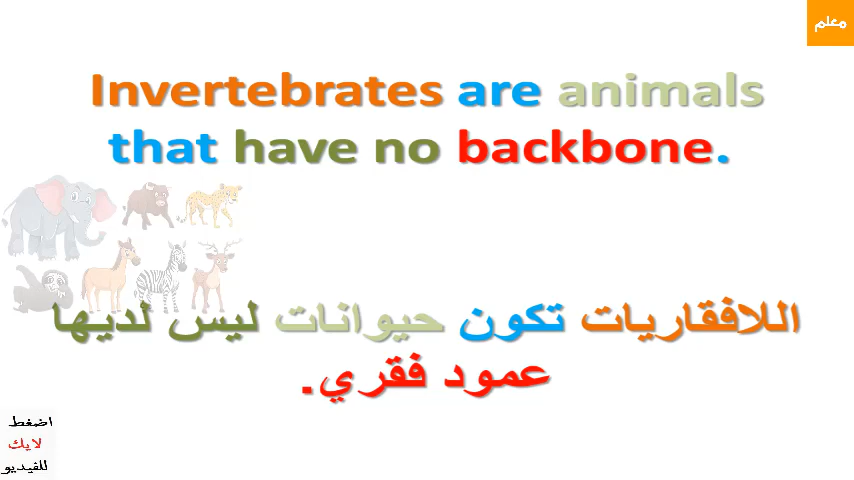 معلم
Invertebrates are animals
that have no backbone.
اللافقاريات تكون حيوانات ليس لديها
عمود فقري.
اضغط
لايك
للفيديو